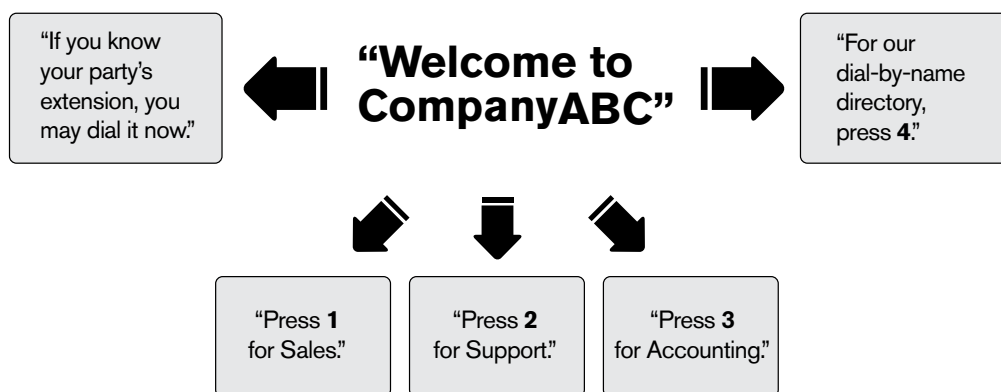 “If you know
your party’s
extension, you
may dial it now.”
“Welcome to
CompanyABC”
“For our
dial-by-name
directory,
press 4.”
“Press 1
for Sales.”
“Press 2
for Support.”
“Press 3
for Accounting.”